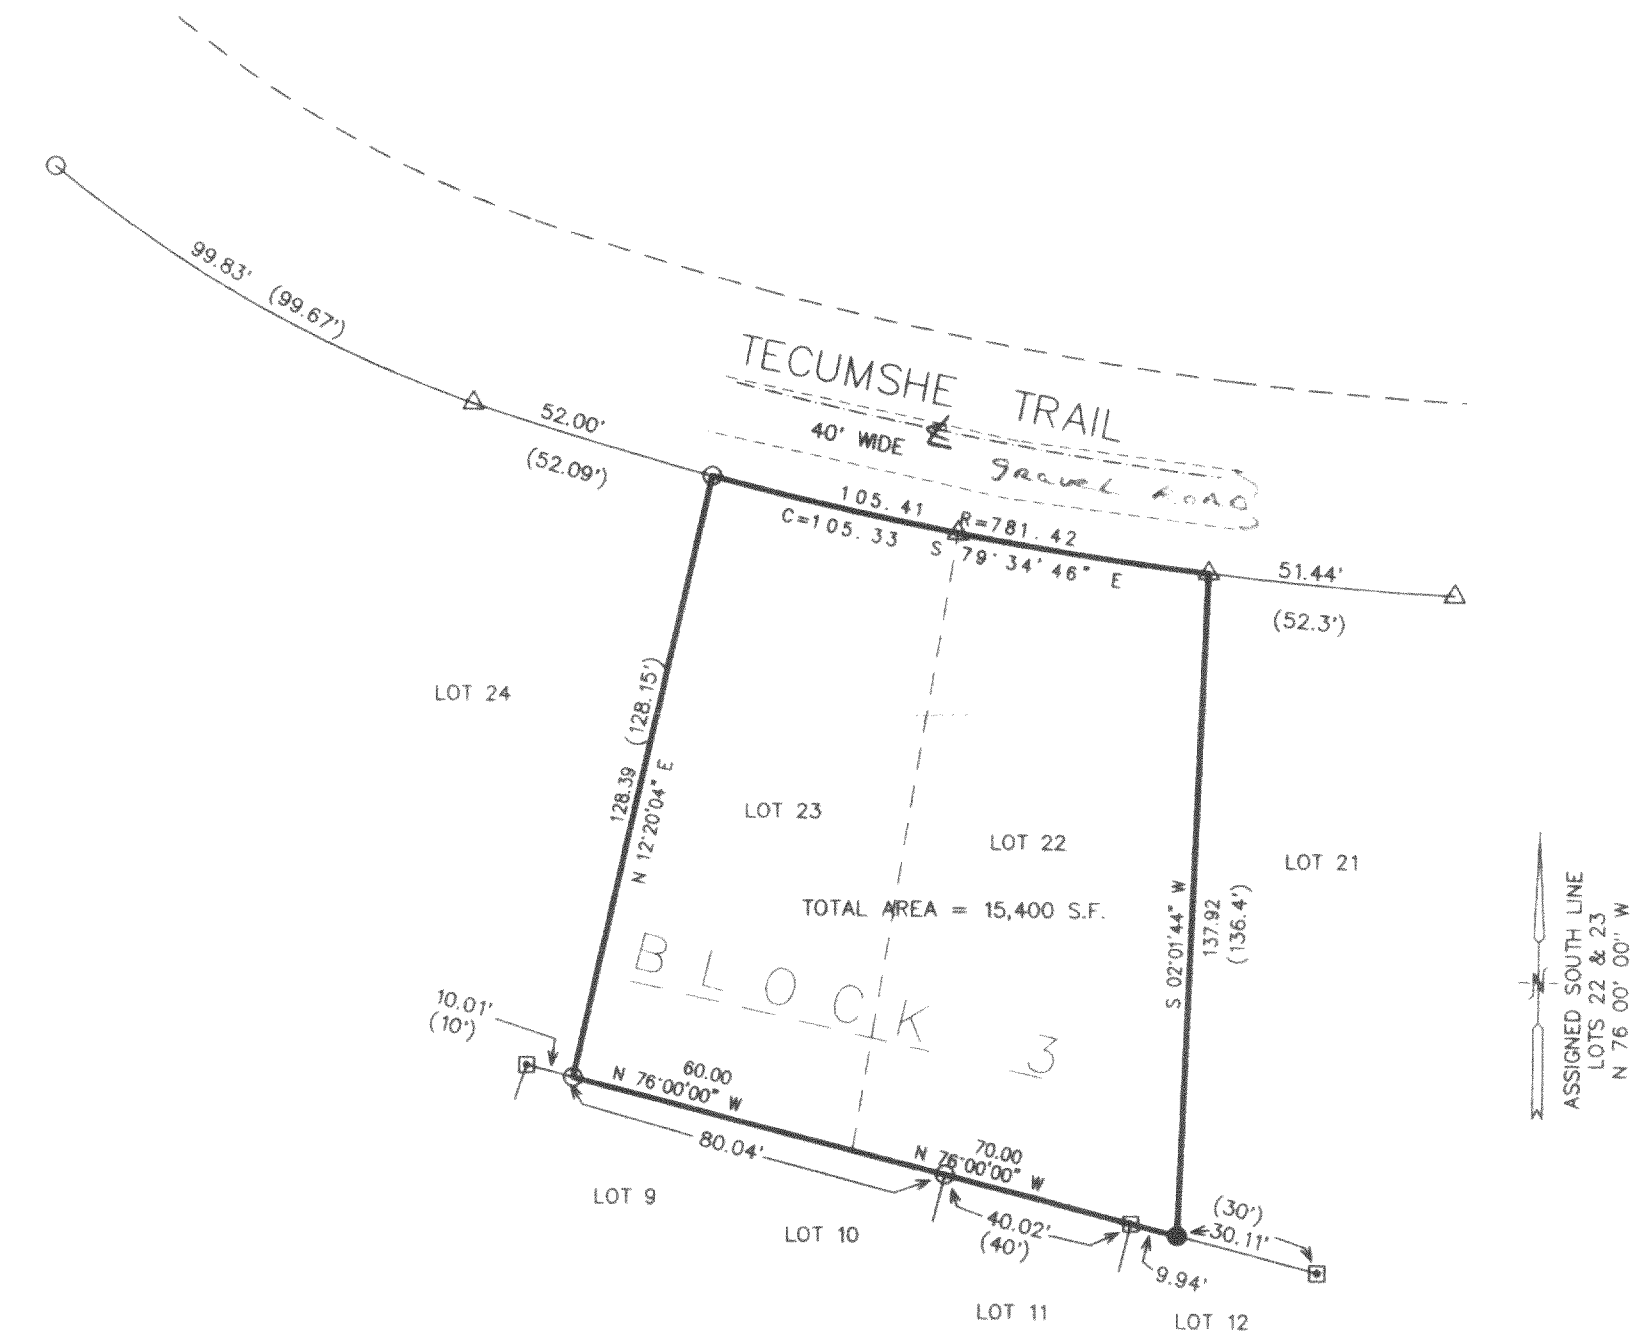 99.83'
(99.67')
52.00'
(52.09')
TECUMSHE TRAIL
40' WIDE
gravel ROAD
105.41 R=781.42
C=105.33 S 79°34'46" E
51.44'
(52.3')
LOT 24
128.39 (128.15')
N 12°20'04" E
LOT 23
LOT 22
LOT 21
TOTAL AREA = 15,400 S.F.
S 02°01'44" W
137.92
(136.4')
BLOCK 3
N
ASSIGNED SOUTH LINE
LOTS 22 & 23
N 76°00'00" W
10.01'
(10')
60.00
N 76°00'00" W
80.04'
70.00
N 76°00'00" W
40.02'
(40')
(30')
30.11'
9.94'
LOT 9
LOT 10
LOT 11
LOT 12